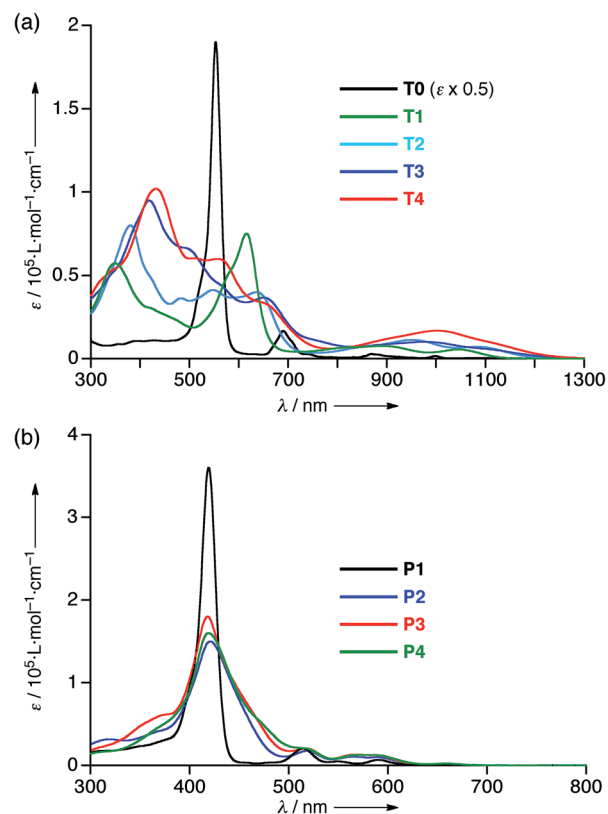 (a)
2
1.5
1
0.5
0
ε / 10⁵·L·mol⁻¹·cm⁻¹
T0 (ε x 0.5)
T1
T2
T3
T4
300 500 700 900 1100 1300
λ / nm
(b)
4
3
2
1
0
ε / 10⁵·L·mol⁻¹·cm⁻¹
P1
P2
P3
P4
300 400 500 600 700 800
λ / nm